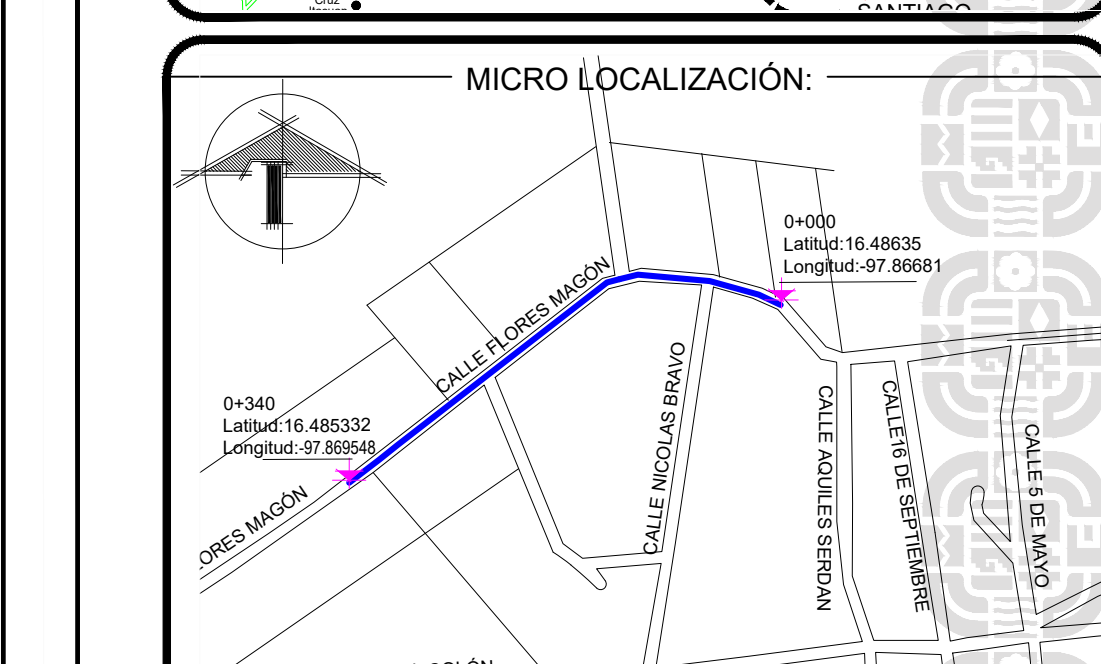 Cruz
SANTIAGO
MICRO LOCALIZACIÓN:
0+000
Latitud:16.48635
Longitud:-97.86681
CALLE FLORES MAGÓN
0+340
Latitud:16.485332
Longitud:-97.869548
ORES MAGÓN
CALLE NICOLAS BRAVO
CALLE AQUILES SERDAN
CALLE16 DE SEPTIEMBRE
CALLE 5 DE MAYO